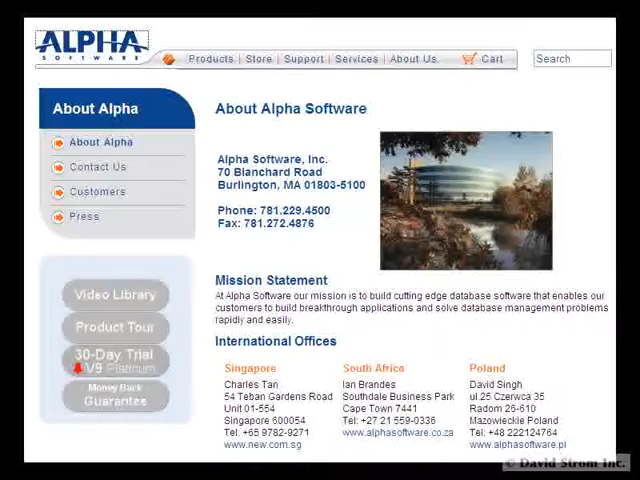 ALPHA
SOFTWARE
Products | Store | Support | Services | About Us
Cart
Search
About Alpha
About Alpha
Contact Us
Customers
Press
Video Library
Product Tour
30-Day Trial
V9 Platinum
Money Back
Guarantee
About Alpha Software
Alpha Software, Inc.
70 Blanchard Road
Burlington, MA 01803-5100
Phone: 781.229.4500
Fax: 781.272.4876
Mission Statement
At Alpha Software our mission is to build cutting edge database software that enables our
customers to build breakthrough applications and solve database management problems
rapidly and easily.
International Offices
Singapore
Charles Tan
54 Teban Gardens Road
Unit 01-554
Singapore 600054
Tel: +65 9782-9271
www.new.com.sg
South Africa
Ian Brandes
Southdale Business Park
Cape Town 7441
Tel: +27 21 559-0336
www.alphasoftware.co.za
Poland
David Singh
ul.25 Czerwca 35
Radom 26-610
Mazowieckie Poland
Tel: +48 222124764
www.alphasoftware.pl
© David Strom Inc.